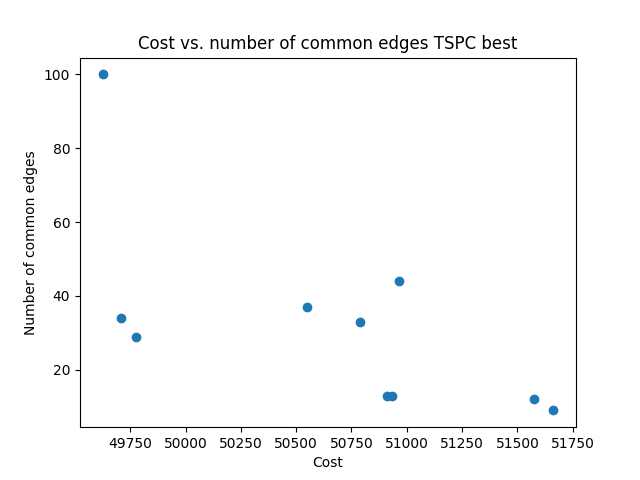 Cost vs. number of common edges TSPC best
Number of common edges
100
80
60
40
20
49750 50000 50250 50500 50750 51000 51250 51500 51750
Cost